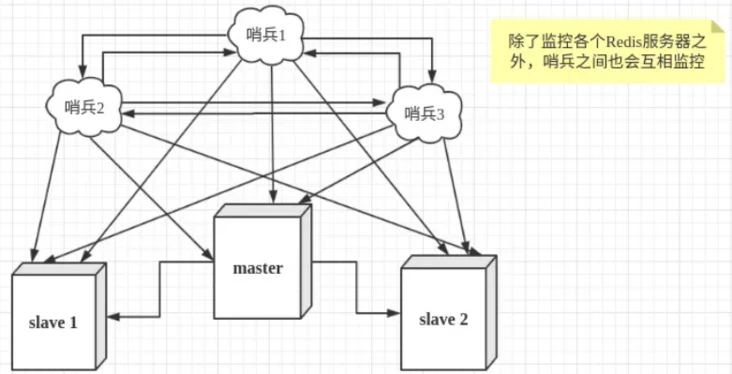 哨兵1
除了监控各个Redis服务器之
外，哨兵之间也会互相监控
哨兵2
哨兵3
master
slave 1
slave 2